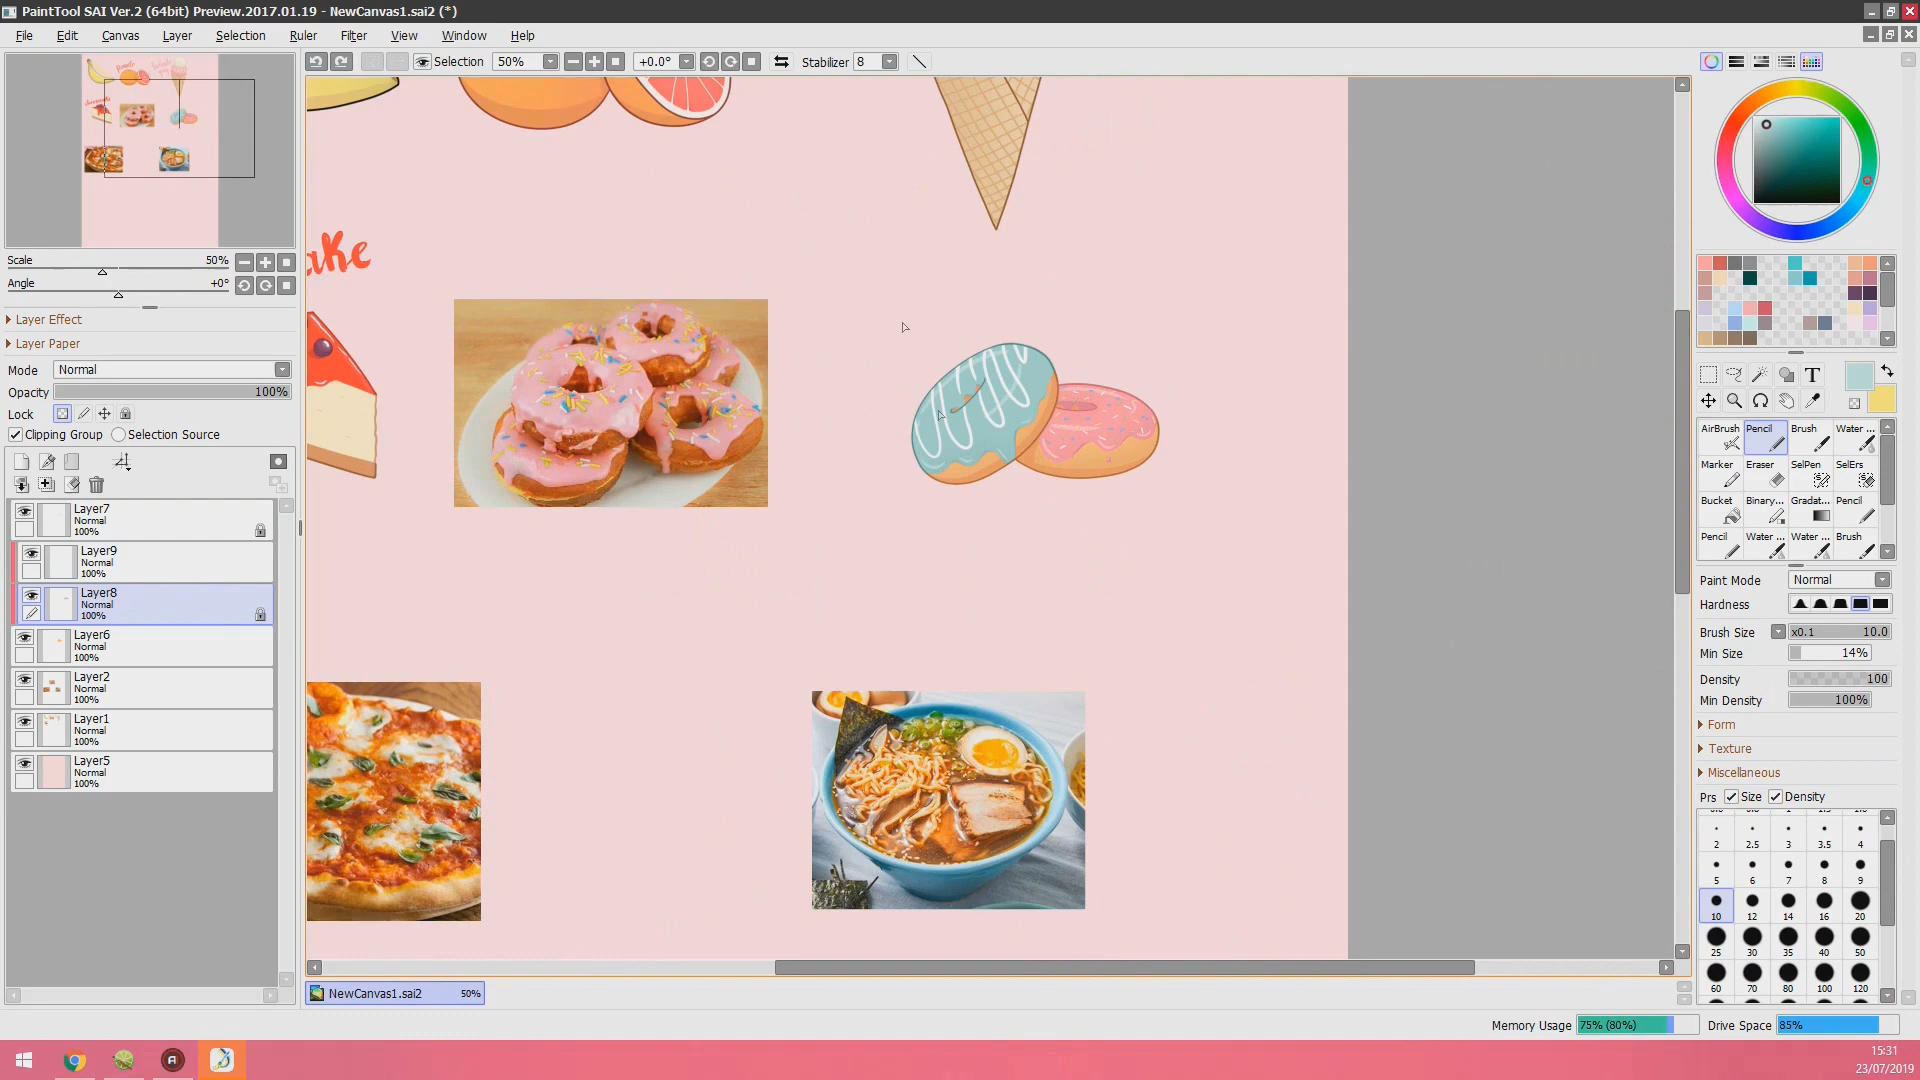 PaintTool SAI Ver.2 (64bit) Preview.2017.01.19 - NewCanvas1.sai2 (*)
File Edit Canvas Layer Selection Ruler Filter View Window Help
Selection 50% +0.0° Stabilizer 8
Scale 50%
Angle +0°
Layer Effect
Layer Paper
Mode Normal
Opacity 100%
Lock
Clipping Group Selection Source
Layer7
Normal
100%
Layer9
Normal
100%
Layer8
Normal
100%
Layer6
Normal
100%
Layer2
Normal
100%
Layer1
Normal
100%
Layer5
Normal
100%
ake
NewCanvas1.sai2 50%
T
AirBrush Pencil Brush Water ...
Marker Eraser SelPen SelErs
Bucket Binary... Gradat... Pencil
Pencil Water ... Water ... Brush
Paint Mode Normal
Hardness
Brush Size x0.1 10.0
Min Size 14%
Density 100
Min Density 100%
Form
Texture
Miscellaneous
Prs Size Density
2 2.5 3 3.5 4
5 6 7 8 9
10 12 14 16 20
25 30 35 40 50
60 70 80 100 120
Memory Usage 75% (80%) Drive Space 85%
15:31
23/07/2019